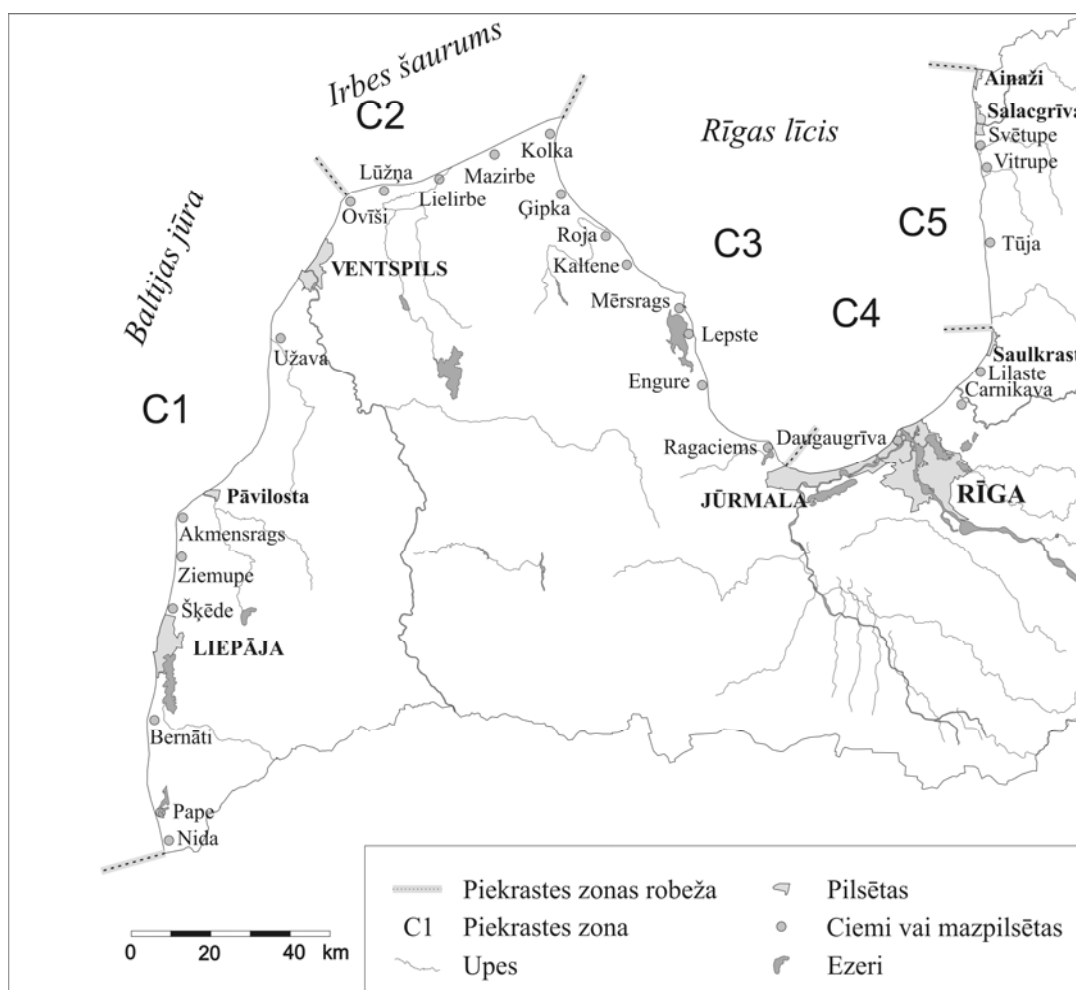 Irbes šaurums
C2
Rīgas līcis
Baltijas jūra
Ainaži
Salacgrīva
Svētupe
Vitrupe
Kolka
Mazirbe
Lūžņa
Lielirbe
Ovīši
Ģipka
Roja
Kaltene
C3
C5
Tūja
VENTSPILS
Mērsrags
Lepste
C4
Užava
Engure
Saulkrast
Lilaste
Carnikava
C1
Ragaciems
Daugaugrīva
JŪRMALA
RĪGA
Pāvilosta
Akmensrags
Ziemupe
Šķēde
LIEPĀJA
Bernāti
Pape
Nida
Piekrastes zonas robeža
Pilsētas
C1 Piekrastes zona
Ciemi vai mazpilsētas
Upes
Ezeri
0 20 40 km